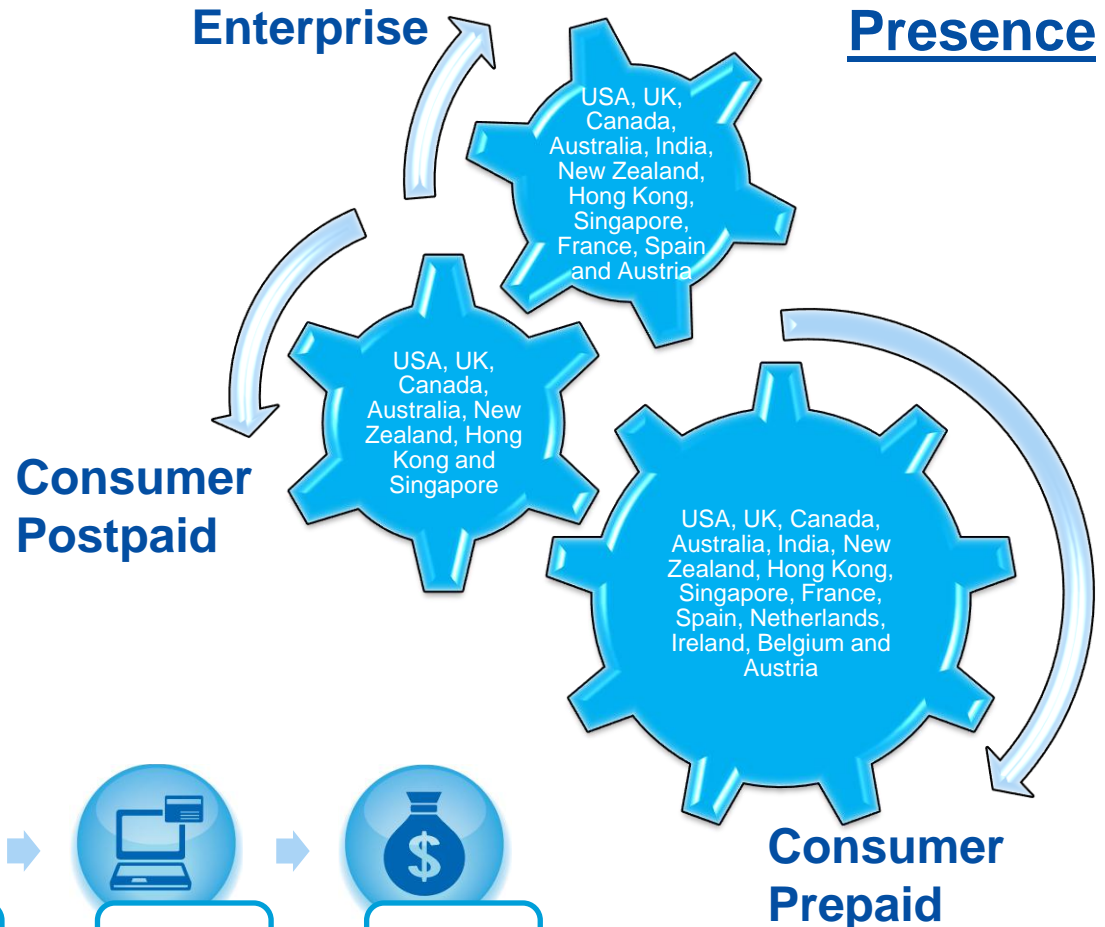 Enterprise
Presence
USA, UK,
Canada,
Australia, India,
New Zealand,
Hong Kong,
Singapore,
France, Spain
and Austria
USA, UK,
Canada,
Australia, New
Zealand, Hong
Kong and
Singapore
Consumer
Postpaid
USA, UK, Canada,
Australia, India, New
Zealand, Hong Kong,
Singapore, France,
Spain, Netherlands,
Ireland, Belgium and
Austria
$
Consumer
Prepaid